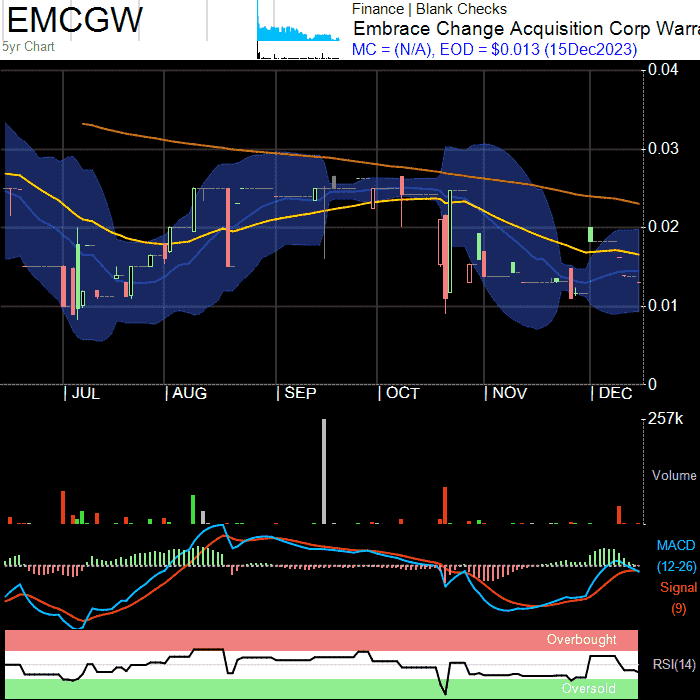 EMCGW
5yr Chart
Finance | Blank Checks
Embrace Change Acquisition Corp Warra
MC = (N/A), EOD = $0.013 (15Dec2023)
0.04
0.03
0.02
0.01
0
| JUL | AUG | SEP | OCT | NOV | DEC
257k
Volume
MACD
(12-26)
Signal
(9)
Overbought
RSI(14)
Oversold